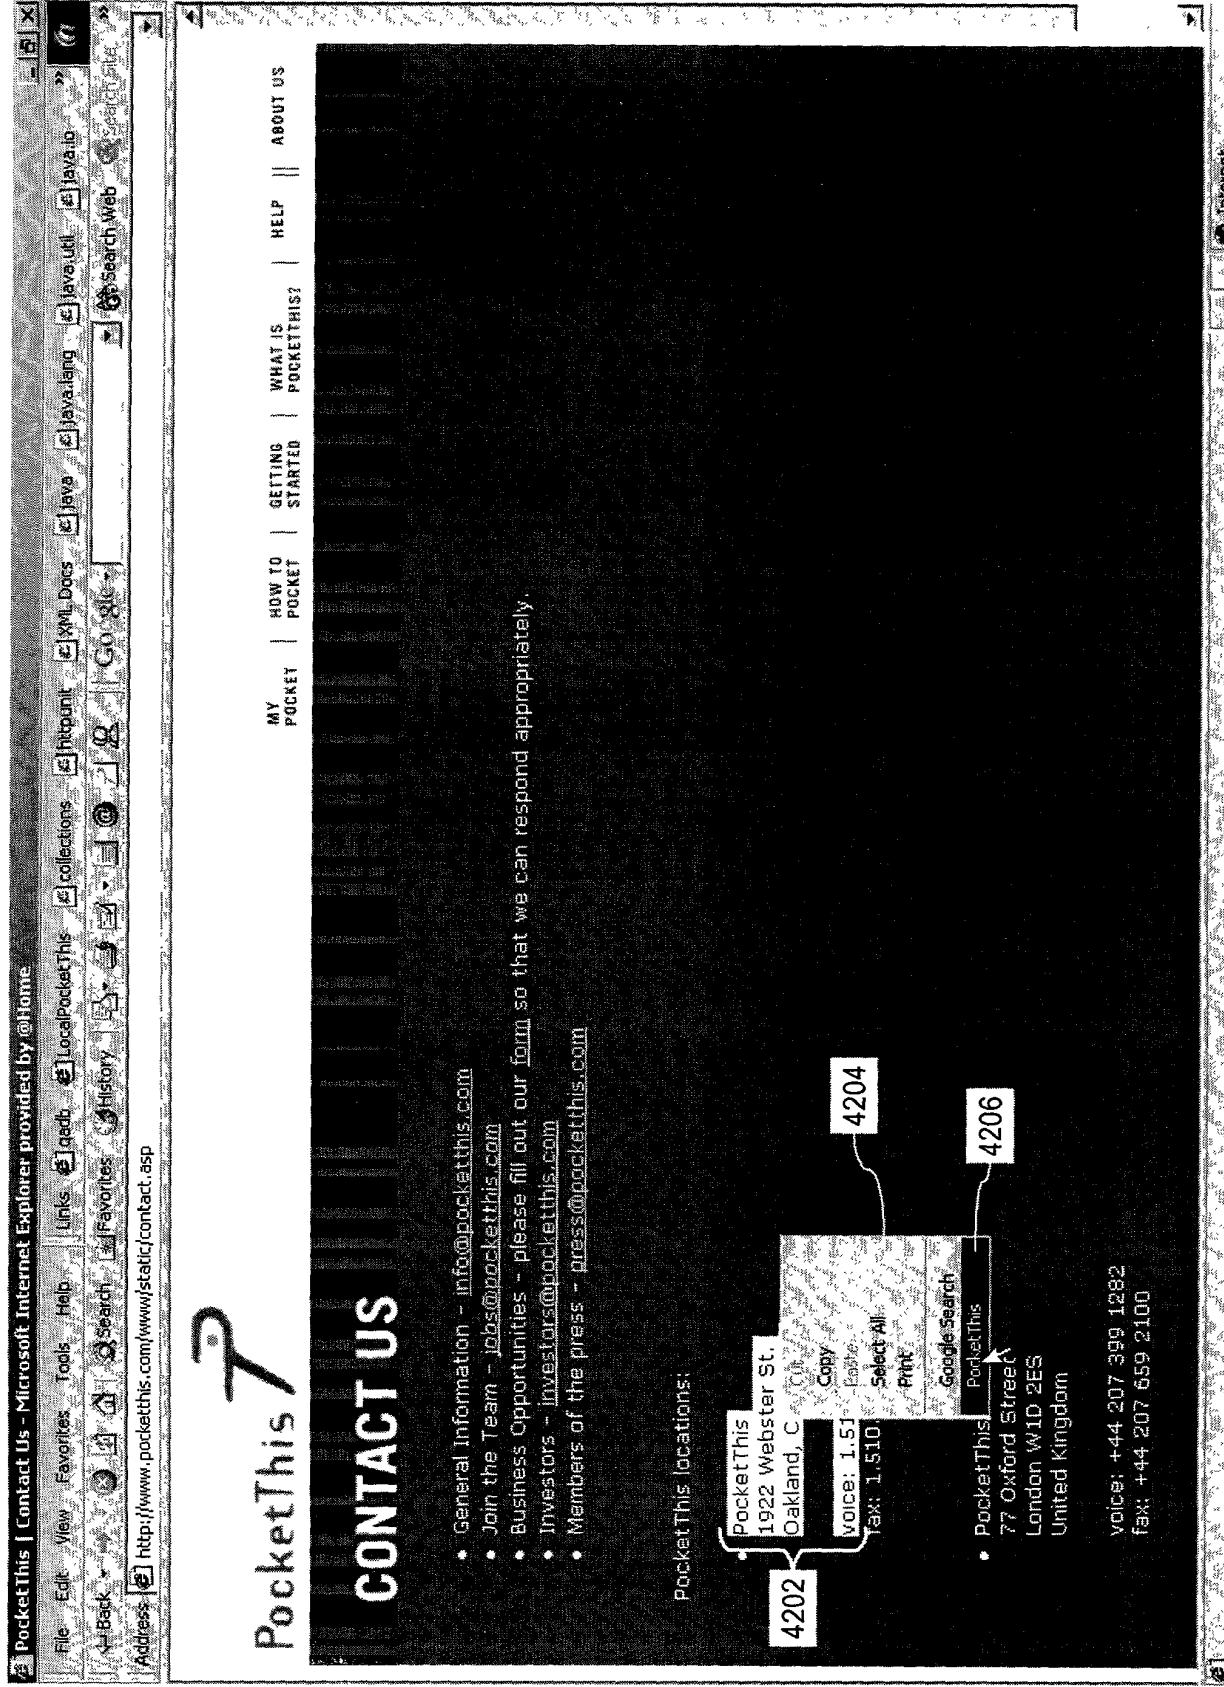 PocketThis | Contact Us - Microsoft Internet Explorer provided by @Home
File Edit View Favorites Tools Help Links qadb LocalPocketThis collections httpunit XML Docs java java.lang java.util java.io »
Back Search Favorites History Google Search Web Search Site »
Address http://www.pocketthis.com/www/static/contact.asp
PocketThis
MY POCKET | HOW TO POCKET | GETTING STARTED | WHAT IS POCKETTHIS? | HELP || ABOUT US
CONTACT US
• General Information - info@pocketthis.com
• Join the Team - jobs@pocketthis.com
• Business Opportunities - please fill out our form so that we can respond appropriately.
• Investors - investors@pocketthis.com
• Members of the press - press@pocketthis.com
PocketThis locations:
• PocketThis
1922 Webster St.
Oakland, C
voice: 1.51
fax: 1.510.
4202
Cut
Copy
Paste
Select All
Print
Google Search
PocketThis
4204
4206
• PocketThis
77 Oxford Street
London W1D 2ES
United Kingdom
voice: +44 207 399 1282
fax: +44 207 659 2100